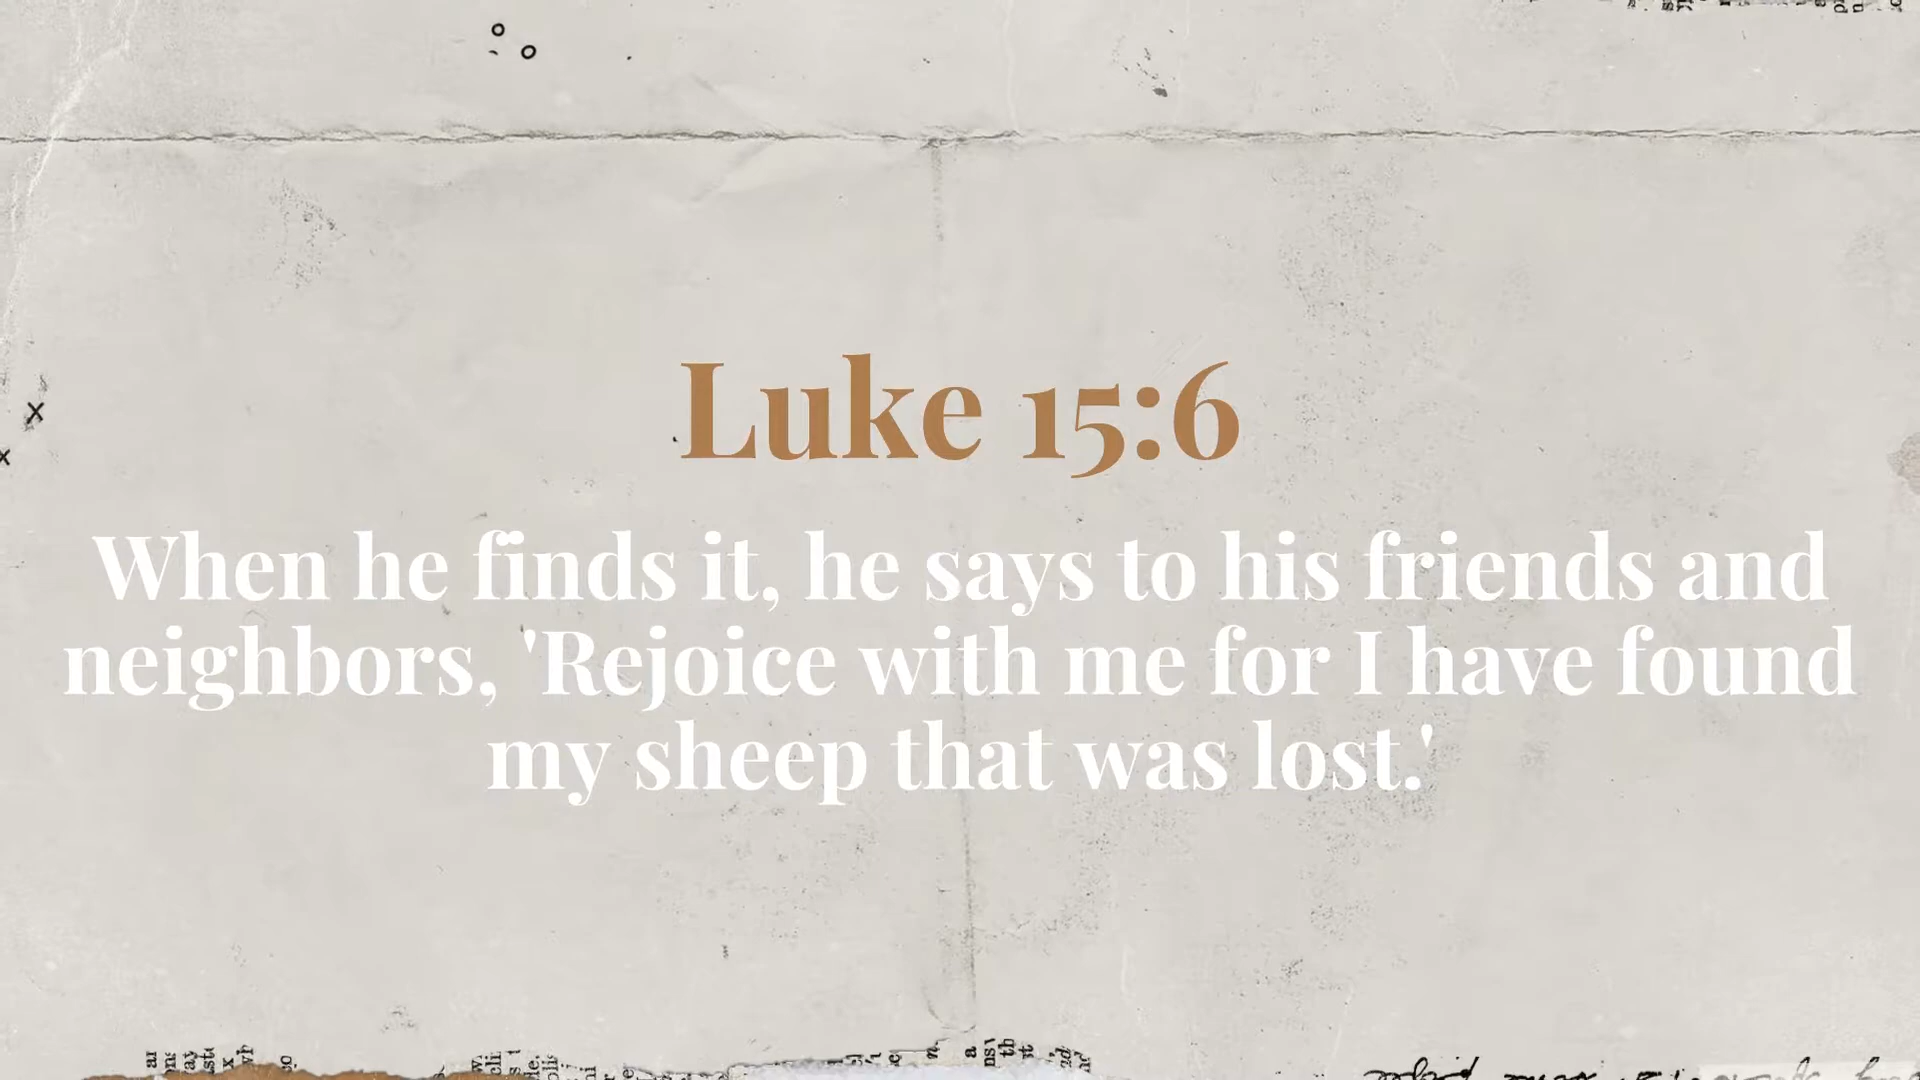 Luke 15:6
When he finds it, he says to his friends and
neighbors, 'Rejoice with me for I have found
my sheep that was lost.'